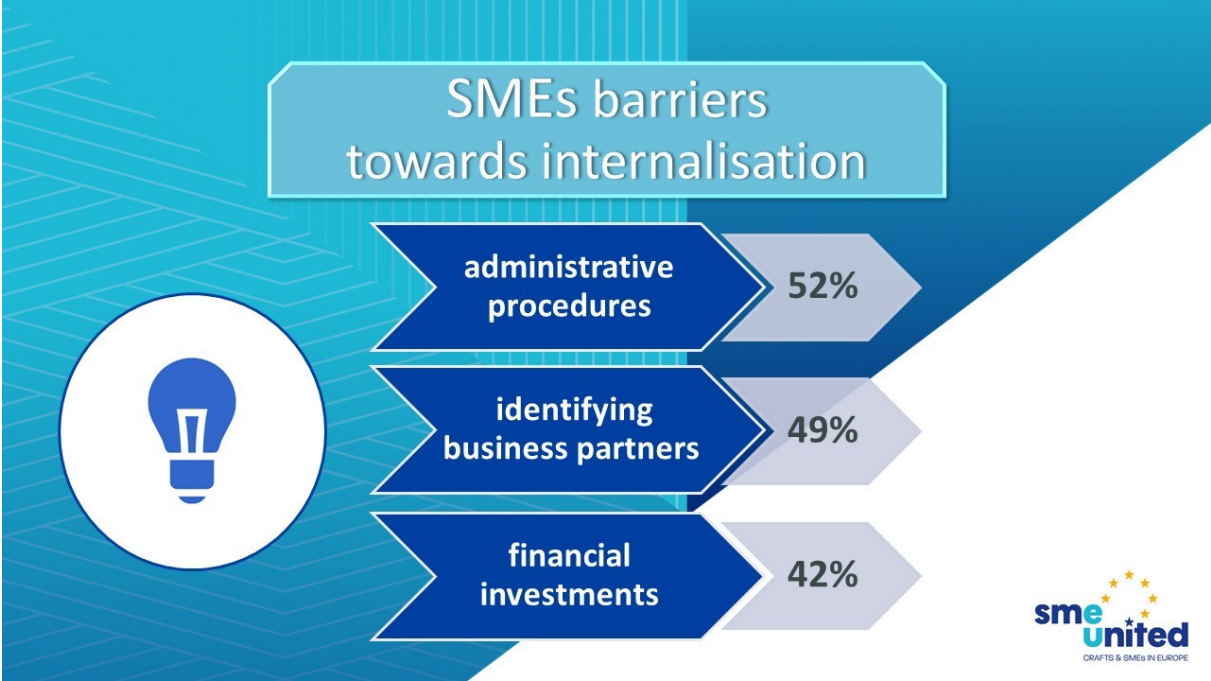 SMEs barriers
towards internalisation
administrative
procedures
52%
identifying
business partners
49%
financial
investments
42%
sme
united
CRAFTS & SMEs IN EUROPE